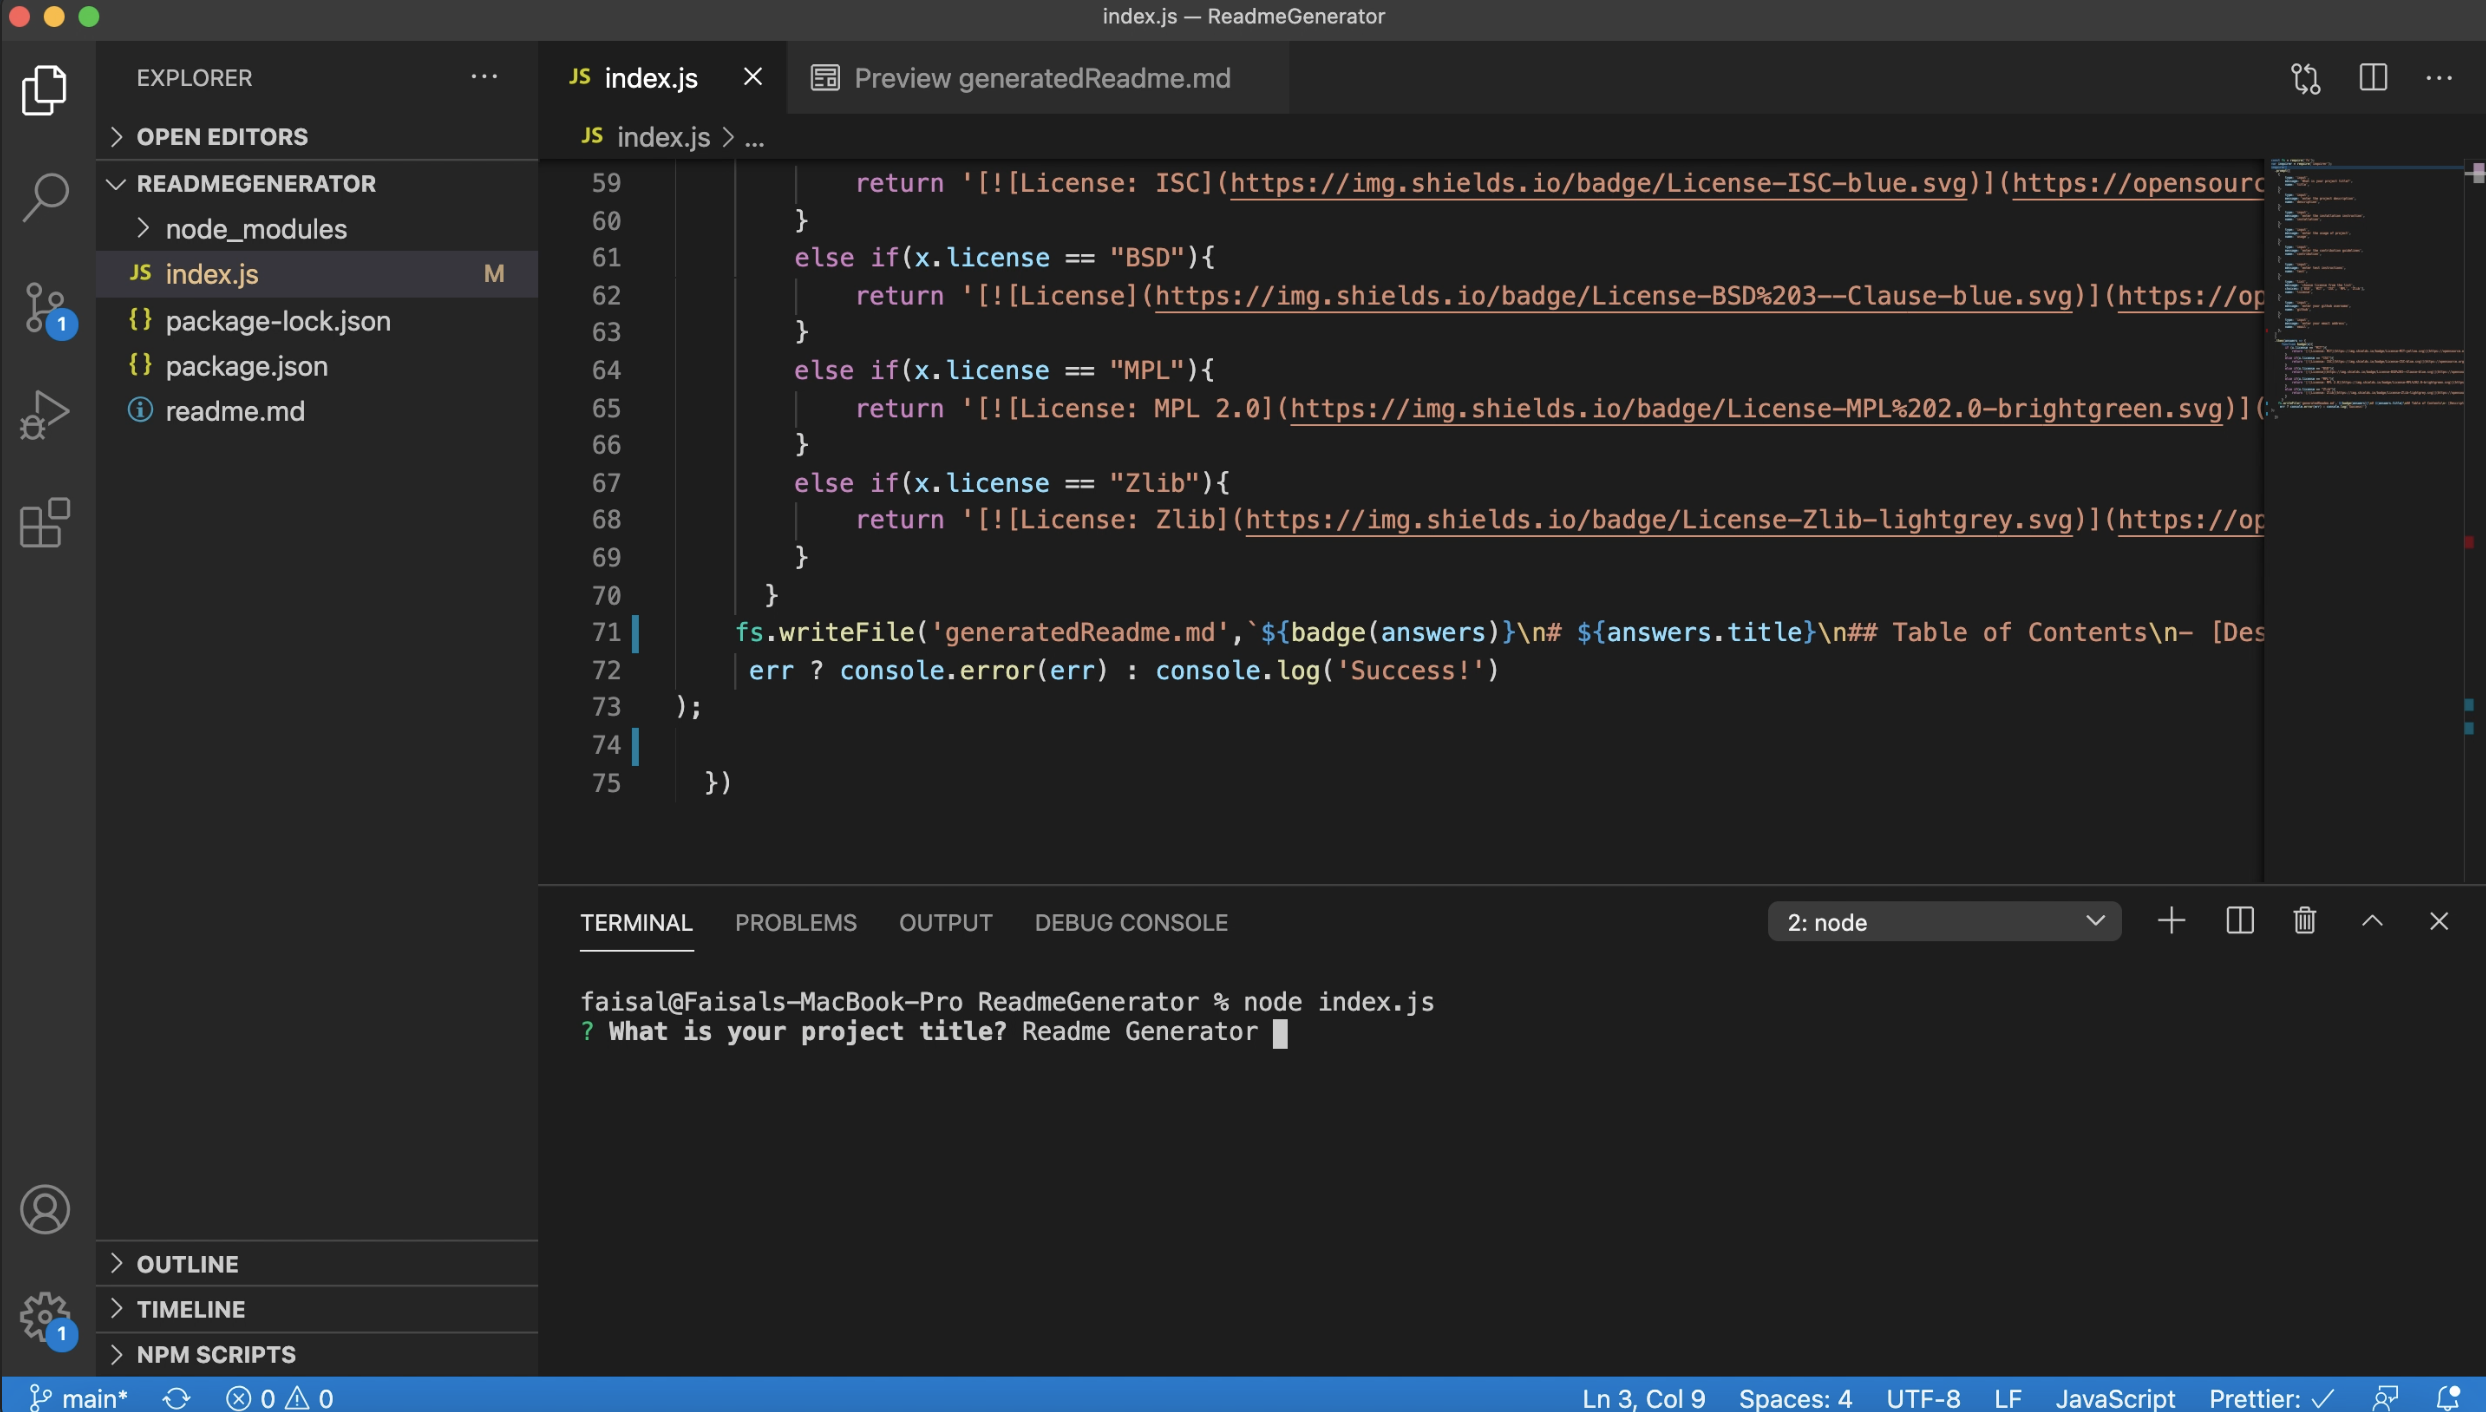 index.js — ReadmeGenerator
EXPLORER
JS index.js
Preview generatedReadme.md
OPEN EDITORS
JS index.js > ...
READMEGENERATOR
node_modules
JS index.js M
{} package-lock.json
{} package.json
readme.md
59 return '[![License: ISC](https://img.shields.io/badge/License-ISC-blue.svg)](https://opensourc
60 }
61 else if(x.license == "BSD"){
62 return '[![License](https://img.shields.io/badge/License-BSD%203--Clause-blue.svg)](https://op
63 }
64 else if(x.license == "MPL"){
65 return '[![License: MPL 2.0](https://img.shields.io/badge/License-MPL%202.0-brightgreen.svg)](
66 }
67 else if(x.license == "Zlib"){
68 return '[![License: Zlib](https://img.shields.io/badge/License-Zlib-lightgrey.svg)](https://op
69 }
70 }
71 fs.writeFile('generatedReadme.md',`${badge(answers)}\n# ${answers.title}\n## Table of Contents\n- [Des
72 err ? console.error(err) : console.log('Success!')
73 );
74
75 })
TERMINAL PROBLEMS OUTPUT DEBUG CONSOLE
2: node
faisal@Faisals-MacBook-Pro ReadmeGenerator % node index.js
? What is your project title? Readme Generator
1
OUTLINE
TIMELINE
1
NPM SCRIPTS
main* 0 0
Ln 3, Col 9 Spaces: 4 UTF-8 LF JavaScript Prettier: ✓